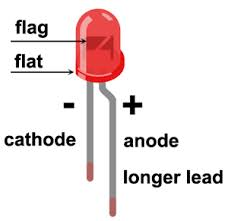 flag
flat
- +
cathode
anode
longer lead